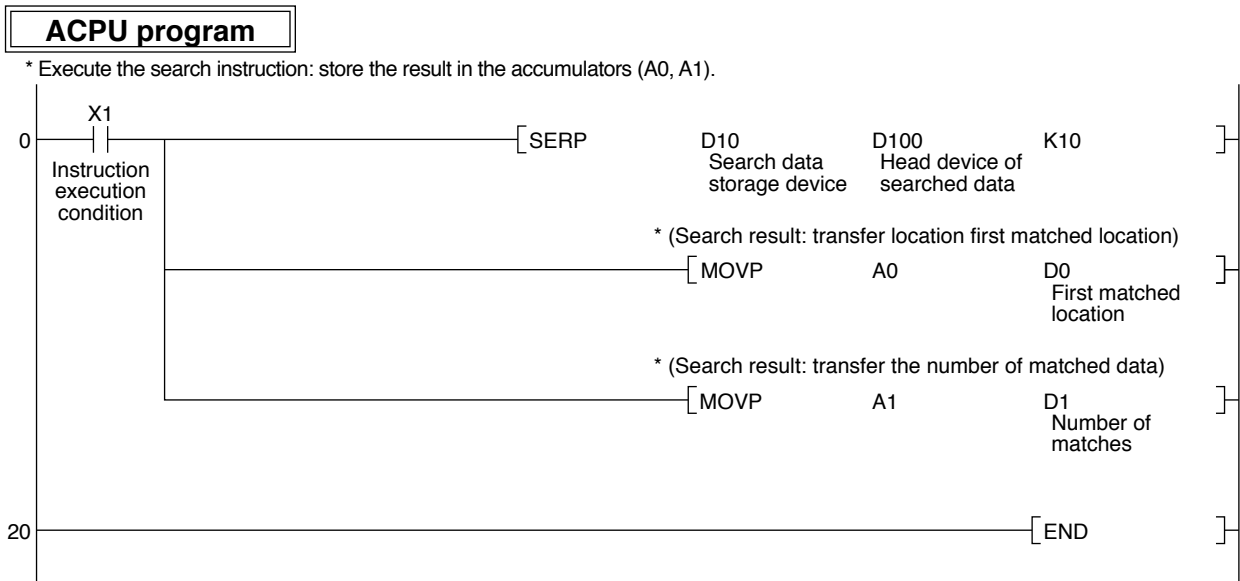 ACPU program
* Execute the search instruction: store the result in the accumulators (A0, A1).
X1
0
SERP D10 D100 K10
Instruction
execution
condition
Search data
storage device
Head device of
searched data
* (Search result: transfer location first matched location)
MOVP A0 D0
First matched
location
* (Search result: transfer the number of matched data)
MOVP A1 D1
Number of
matches
20
END